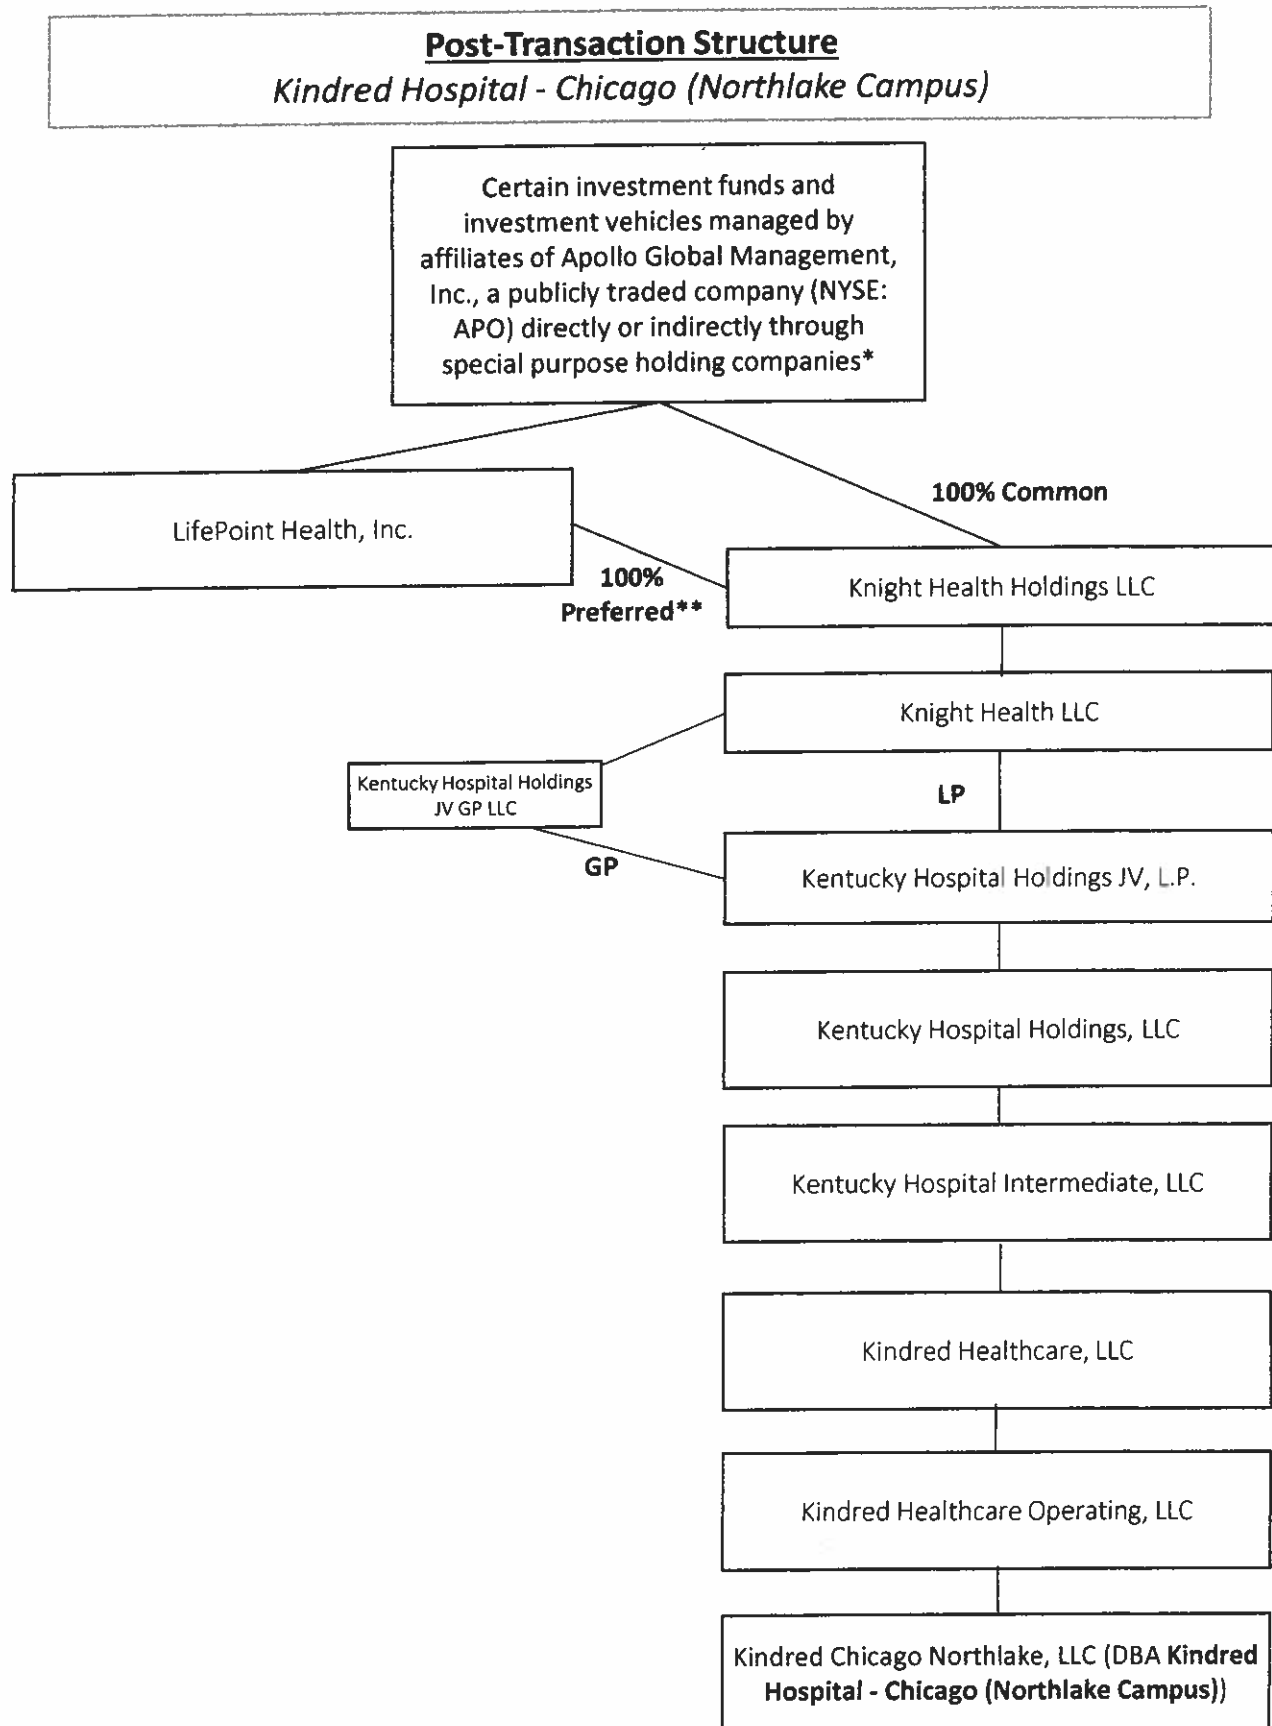 Post-Transaction Structure
Kindred Hospital - Chicago (Northlake Campus)
Certain investment funds and
investment vehicles managed by
affiliates of Apollo Global Management,
Inc., a publicly traded company (NYSE:
APO) directly or indirectly through
special purpose holding companies*
100% Common
LifePoint Health, Inc.
100%
Preferred**
Knight Health Holdings LLC
Knight Health LLC
Kentucky Hospital Holdings
JV GP LLC
LP
GP
Kentucky Hospital Holdings JV, L.P.
Kentucky Hospital Holdings, LLC
Kentucky Hospital Intermediate, LLC
Kindred Healthcare, LLC
Kindred Healthcare Operating, LLC
Kindred Chicago Northlake, LLC (DBA Kindred
Hospital - Chicago (Northlake Campus))